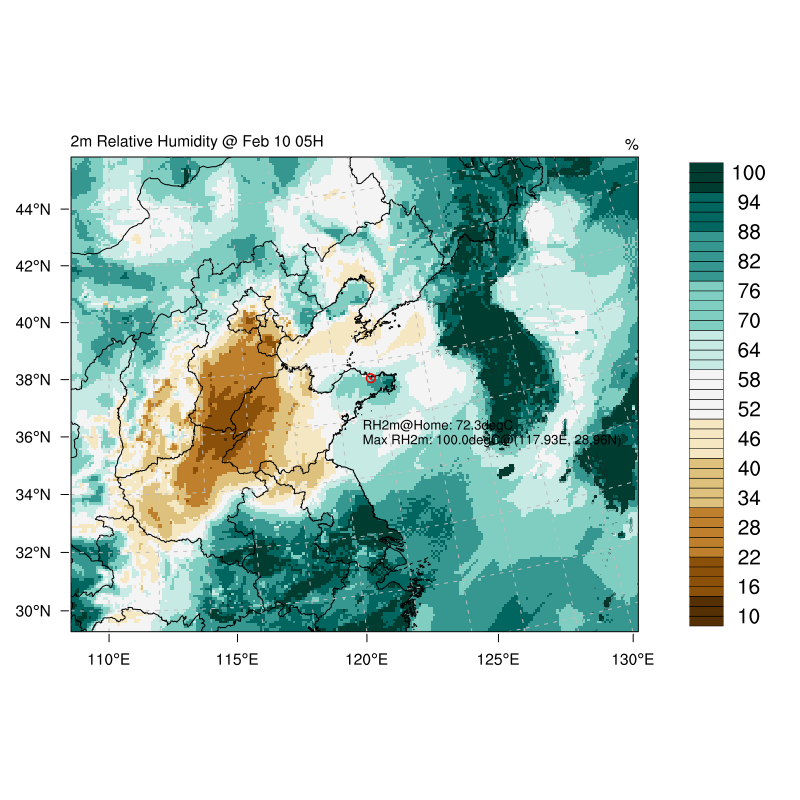 2m Relative Humidity @ Feb 10 05H
%
100
94
88
82
76
70
64
58
52
46
40
34
28
22
16
10
44°N
42°N
40°N
38°N
36°N
34°N
32°N
30°N
RH2m@Home: 72.3degC
Max RH2m: 100.0degC@(117.93E, 28.96N)
110°E
115°E
120°E
125°E
130°E